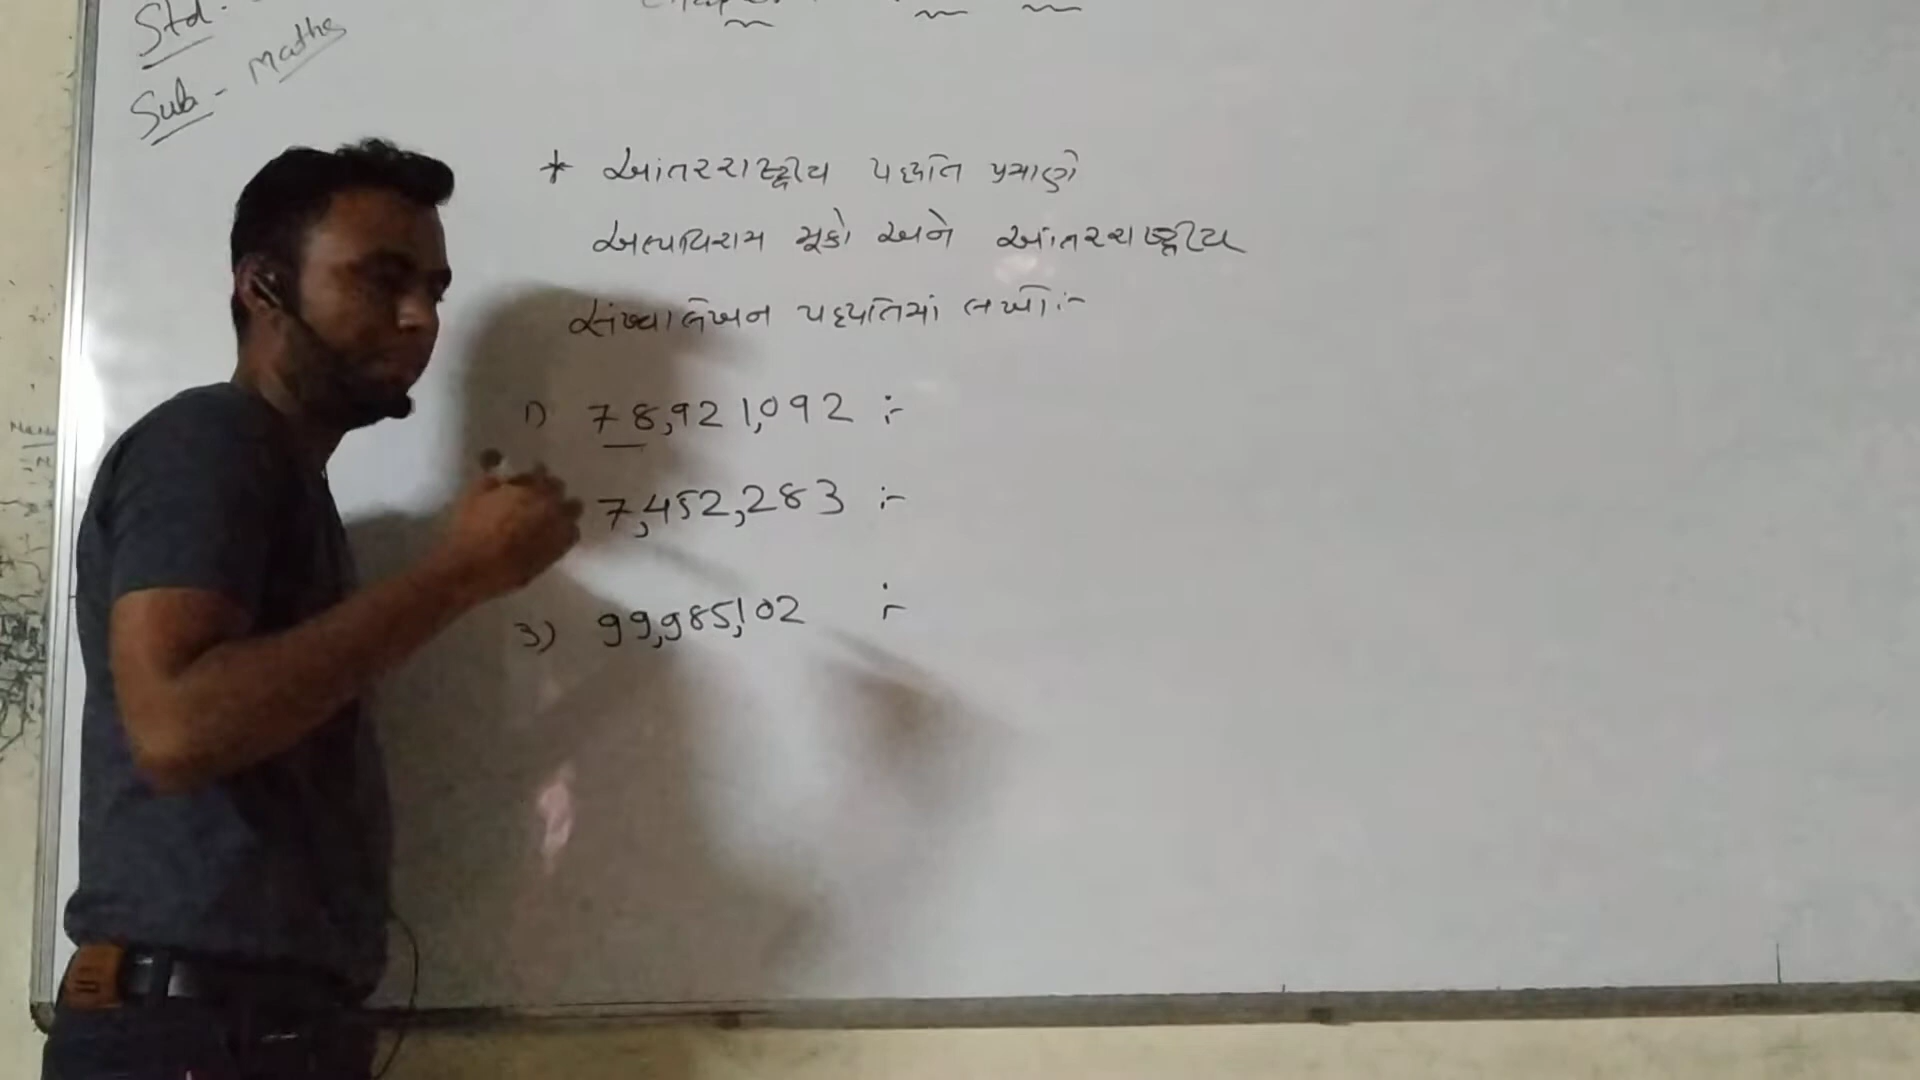 Std.
Sub - Maths
* આંતરરાષ્ટ્રીય પદ્ધતિ પ્રમાણે
અલ્પવિરામ મૂકો અને આંતરરાષ્ટ્રીય
સંખ્યાલેખન પદ્ધતિમાં લખો :-
1) 78,921,092 :-
7,452,283 :-
3) 99,985,102 :-